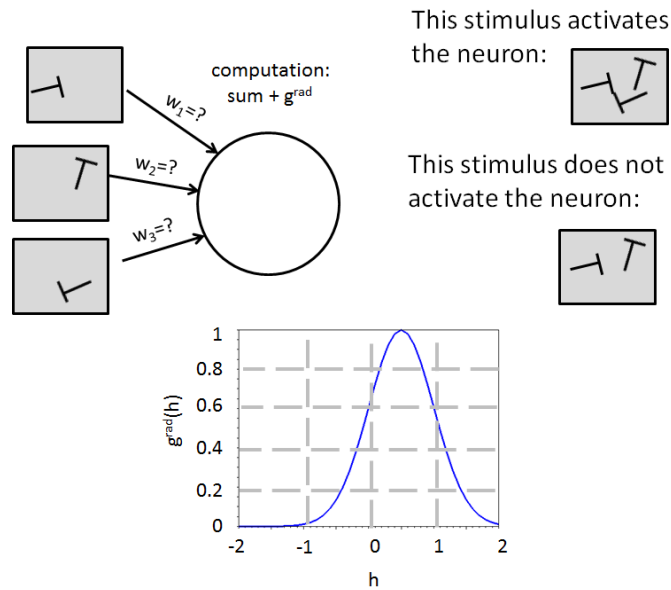 This stimulus activates
the neuron:
computation:
sum + g^rad
w₁=?
w₂=?
w₃=?
This stimulus does not
activate the neuron:
1
0.8
0.6
0.4
0.2
0
g^rad(h)
-2 -1 0 1 2
h